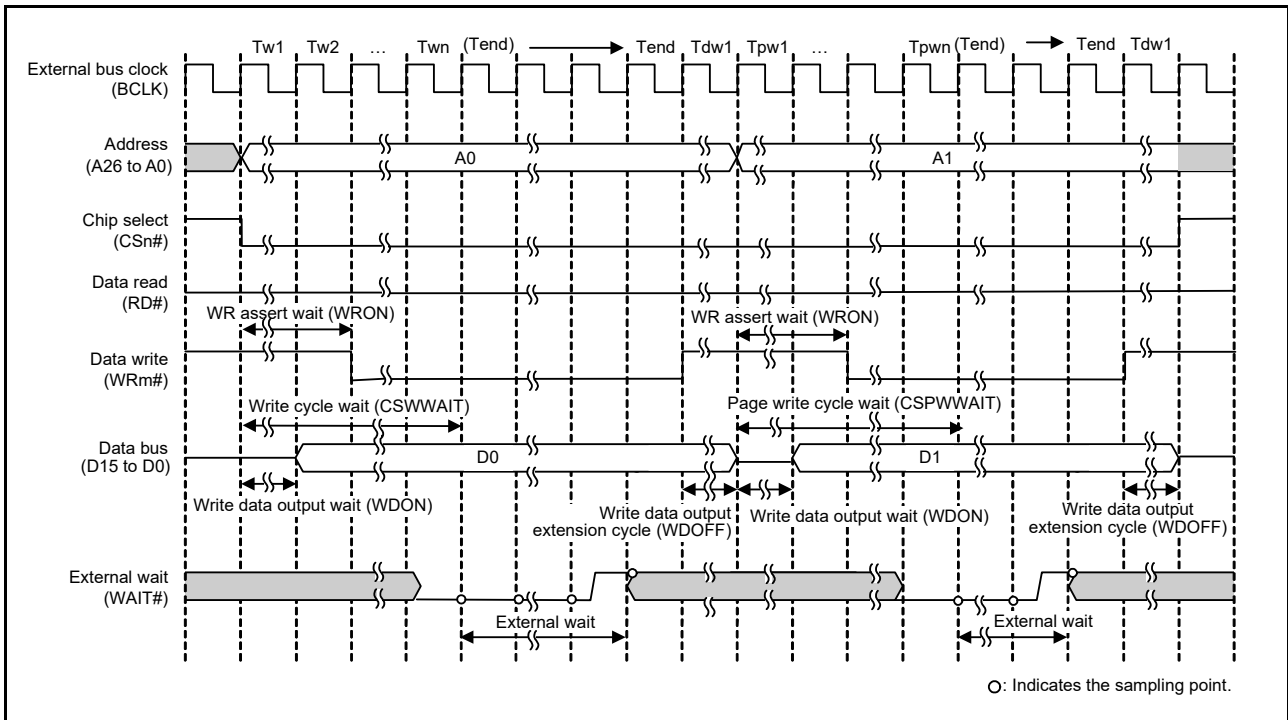 Tw1 Tw2 … Twn (Tend) Tend Tdw1 Tpw1 … Tpwn (Tend) Tend Tdw1
External bus clock
(BCLK)
Address
(A26 to A0)
A0 A1
Chip select
(CSn#)
Data read
(RD#)
WR assert wait (WRON) WR assert wait (WRON)
Data write
(WRm#)
Write cycle wait (CSWWAIT) Page write cycle wait (CSPWWAIT)
Data bus
(D15 to D0)
D0 D1
Write data output wait (WDON)
Write data output
extension cycle (WDOFF)
Write data output wait (WDON)
Write data output
extension cycle (WDOFF)
External wait
(WAIT#)
External wait External wait
: Indicates the sampling point.